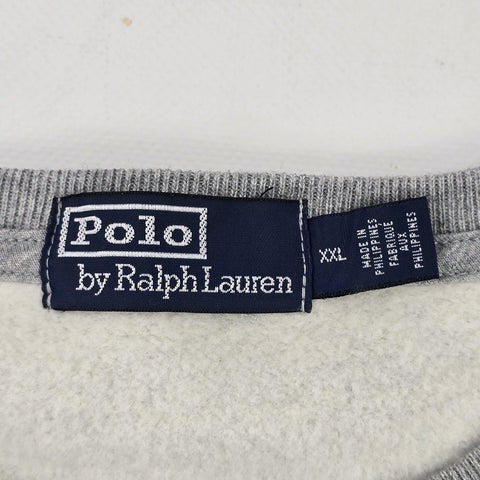 Polo
by Ralph Lauren
XXL
MADE IN
PHILIPPINES
FABRIQUE
AUX
PHILIPPINES